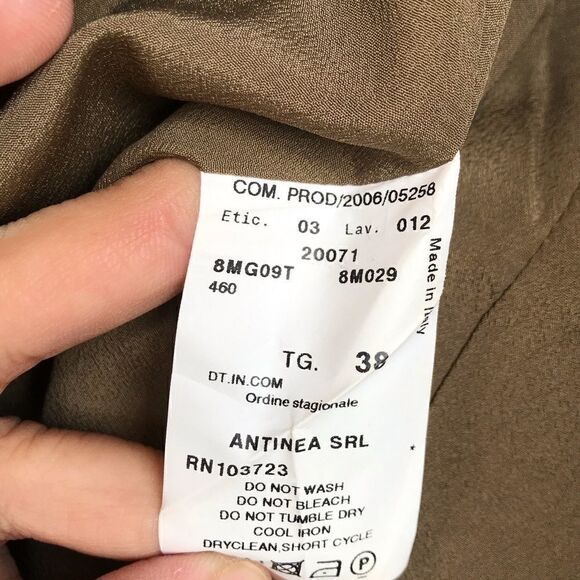 COM. PROD/2006/05258
Etic. 03 Lav. 012
20071
8MG09T 8M029
460
Made in Italy
TG. 38
DT.IN.COM
Ordine stagionale
ANTINEA SRL
RN103723
DO NOT WASH
DO NOT BLEACH
DO NOT TUMBLE DRY
COOL IRON
DRYCLEAN,SHORT CYCLE
P